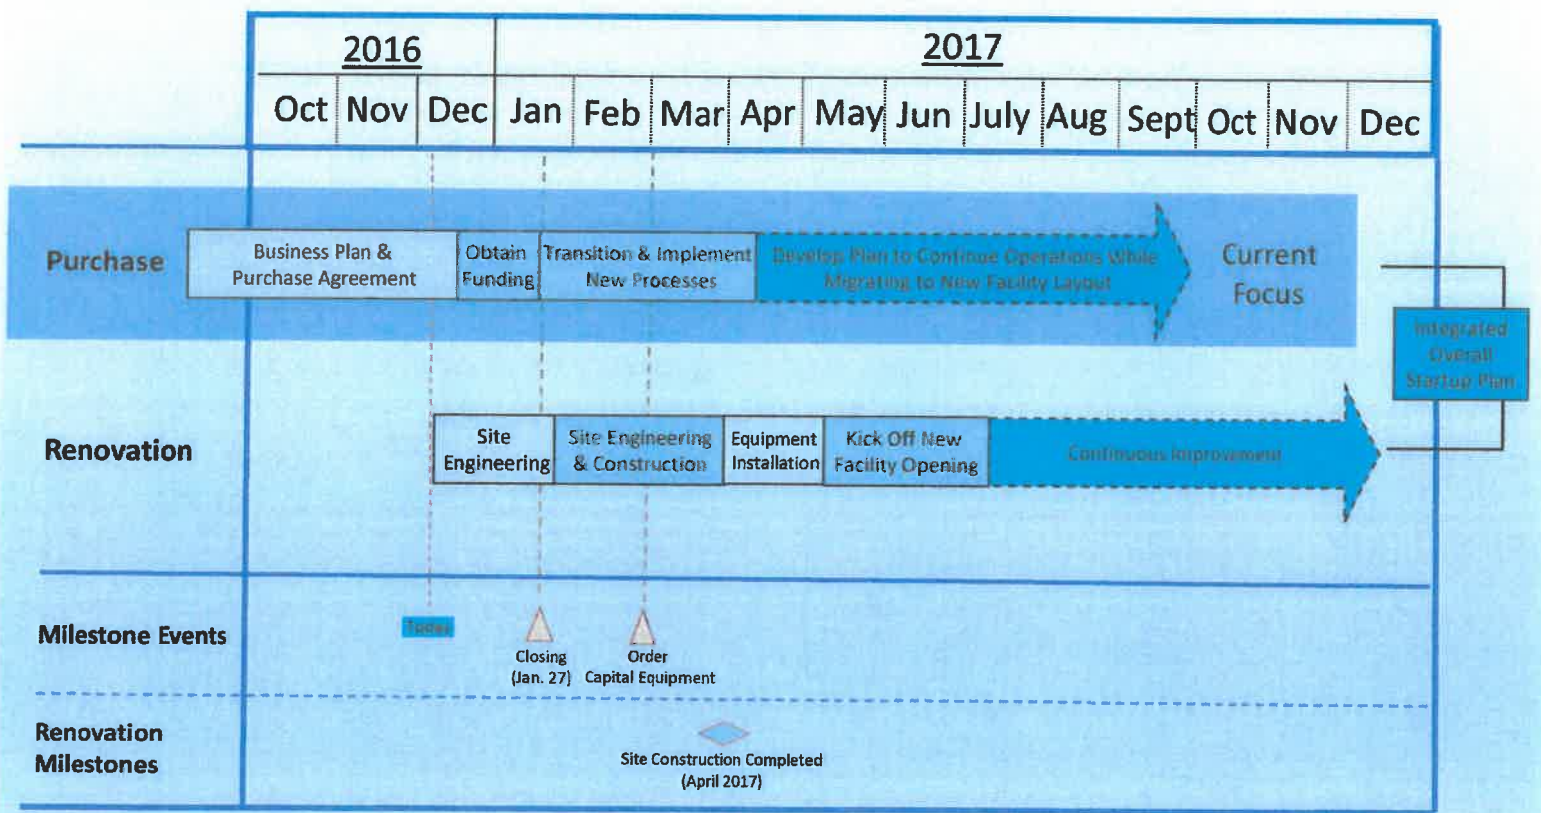 2016
2017
Oct Nov Dec Jan Feb Mar Apr May Jun July Aug Sept Oct Nov Dec
Purchase
Business Plan &
Purchase Agreement
Obtain
Funding
Transition & Implement
New Processes
Develop Plan to Continue Operations While
Migrating to New Facility Layout
Current
Focus
Integrated
Overall
Startup Plan
Renovation
Site
Engineering
Site Engineering
& Construction
Equipment
Installation
Kick Off New
Facility Opening
Continuous Improvement
Milestone Events
Today
Closing
(Jan. 27)
Order
Capital Equipment
Renovation
Milestones
Site Construction Completed
(April 2017)